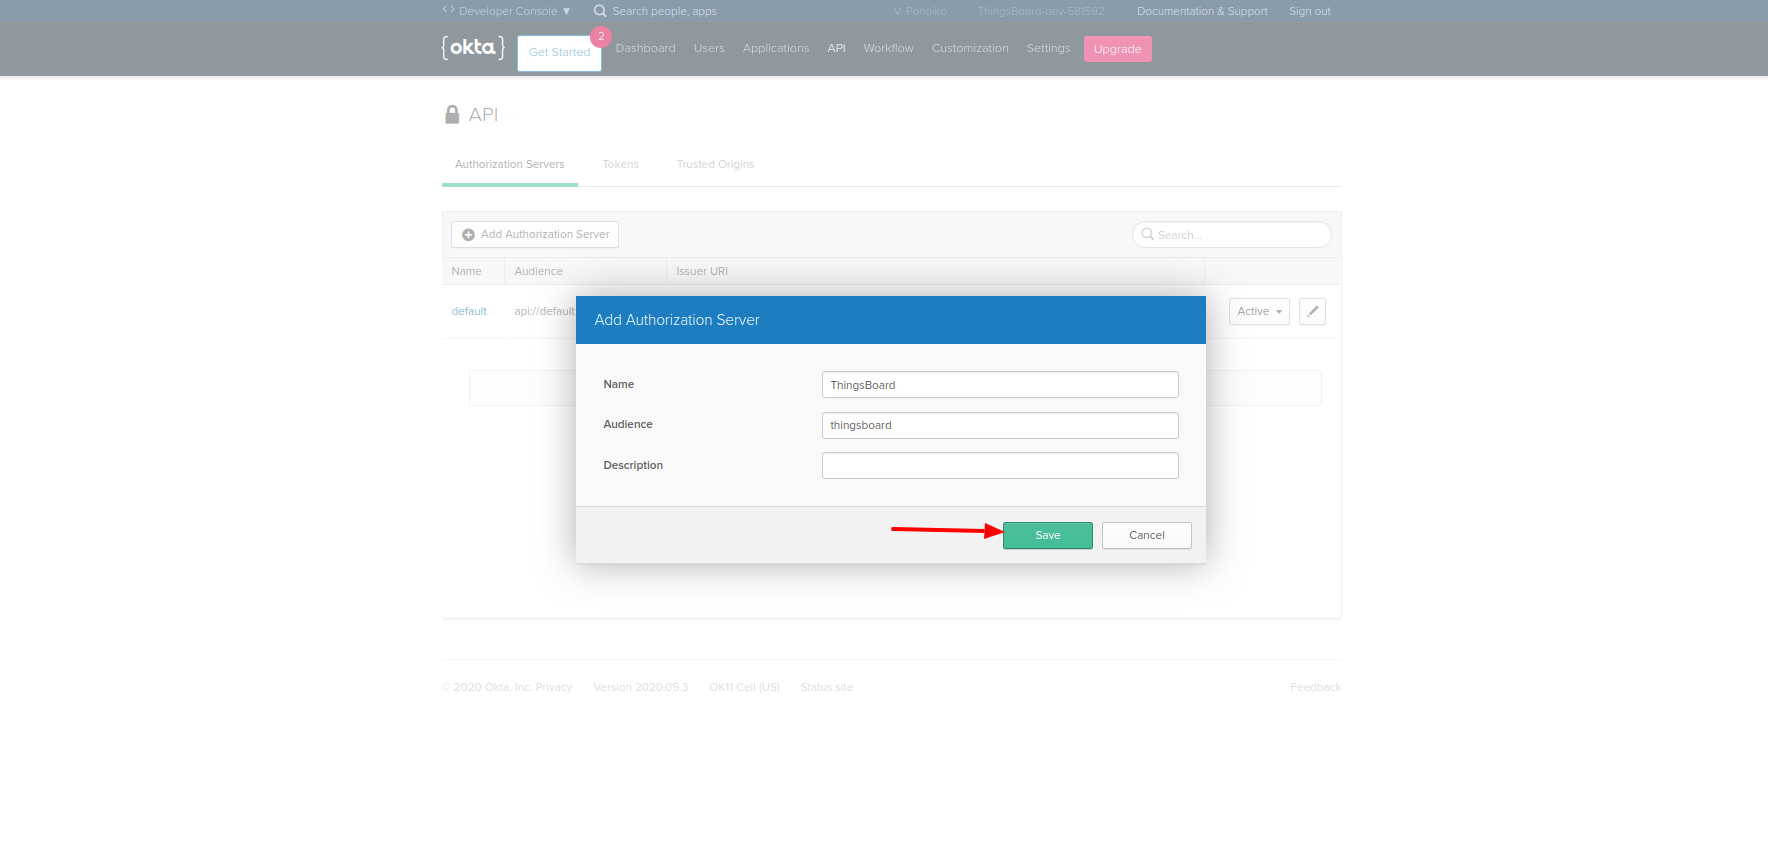 Developer Console ▼ Search people, apps V. Ponoiko - ThingsBoard-dev-581592 Documentation & Support Sign out
{okta} Get Started 2 Dashboard Users Applications API Workflow Customization Settings Upgrade
API
Authorization Servers Tokens Trusted Origins
Add Authorization Server Search...
Name Audience Issuer URI
default api://default Active
Add Authorization Server
Name ThingsBoard
Audience thingsboard
Description
Save Cancel
© 2020 Okta, Inc. Privacy Version 2020.05.3 OK11 Cell (US) Status site Feedback